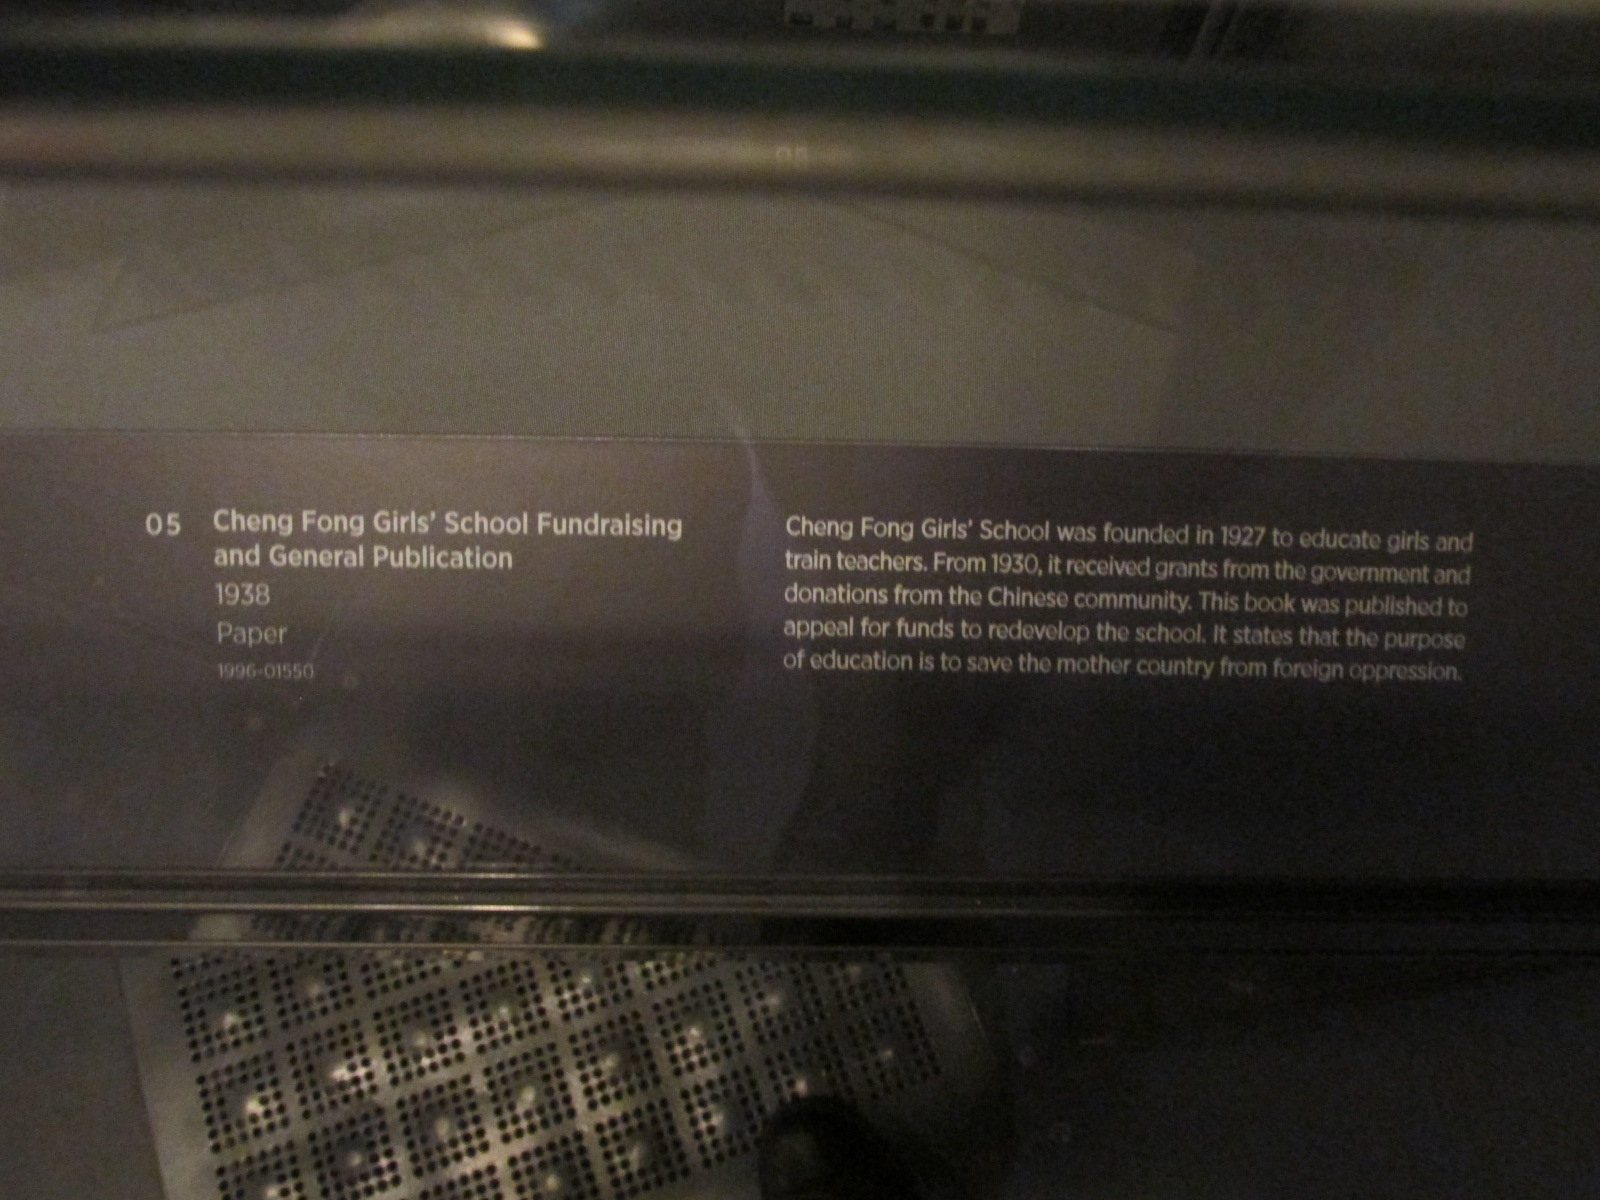 05 Cheng Fong Girls' School Fundraising
and General Publication
1938
Paper
1996-01550
Cheng Fong Girls' School was founded in 1927 to educate girls and
train teachers. From 1930, it received grants from the government and
donations from the Chinese community. This book was published to
appeal for funds to redevelop the school. It states that the purpose
of education is to save the mother country from foreign oppression.